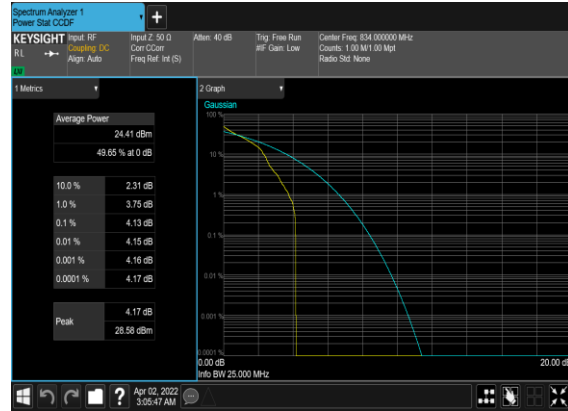 Spectrum Analyzer 1
Power Stat CCDF
KEYSIGHT
RL
Input: RF
Coupling: DC
Align: Auto
Input Z: 50 Ω
Corr CCorr
Freq Ref: Int (S)
Atten: 40 dB
Trig: Free Run
#IF Gain: Low
Center Freq: 834.000000 MHz
Counts: 1.00 M/1.00 Mpt
Radio Std: None
1 Metrics
Average Power
24.41 dBm
49.65 % at 0 dB
10.0 % 2.31 dB
1.0 % 3.75 dB
0.1 % 4.13 dB
0.01 % 4.15 dB
0.001 % 4.16 dB
0.0001 % 4.17 dB
Peak
4.17 dB
28.58 dBm
2 Graph
Gaussian
100 %
10 %
1 %
0.1 %
0.01 %
0.001 %
0.0001 %
0.00 dB
20.00 dB
Info BW 25.000 MHz
Apr 02, 2022
3:05:47 AM